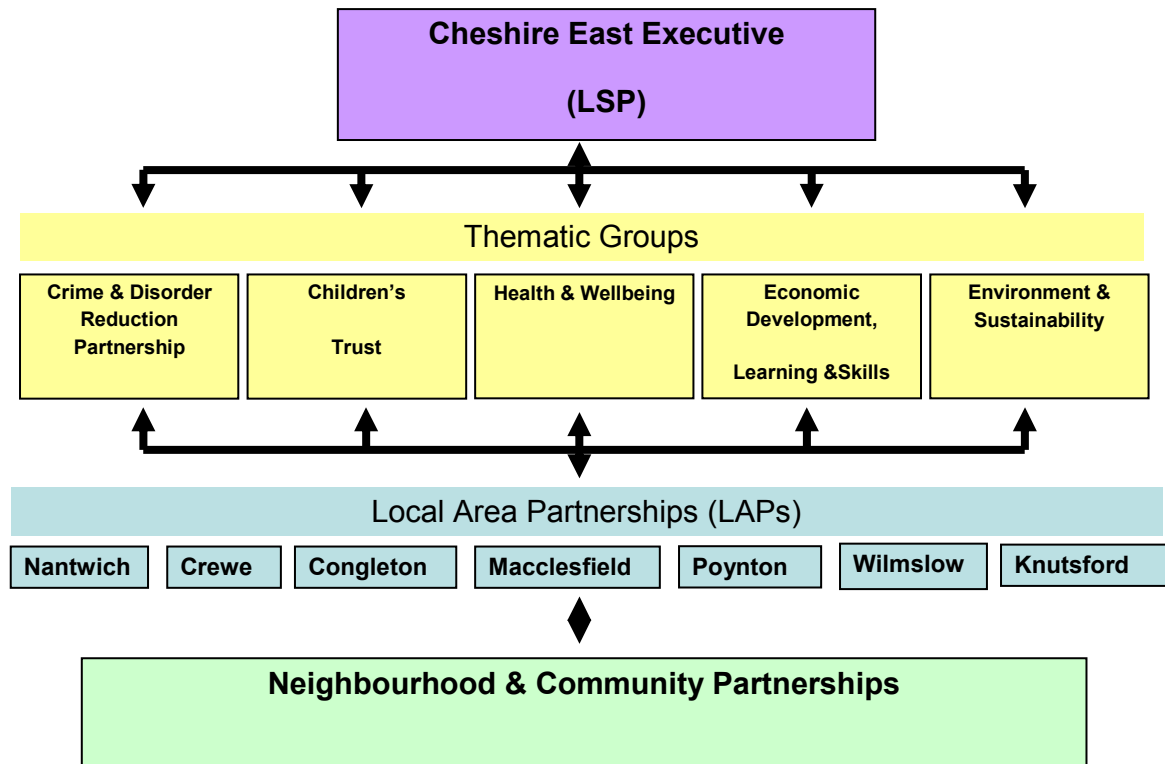 Cheshire East Executive
(LSP)
Thematic Groups
Crime & Disorder
Reduction
Partnership
Children's
Trust
Health & Wellbeing
Economic
Development,
Learning &Skills
Environment &
Sustainability
Local Area Partnerships (LAPs)
Nantwich
Crewe
Congleton
Macclesfield
Poynton
Wilmslow
Knutsford
Neighbourhood & Community Partnerships